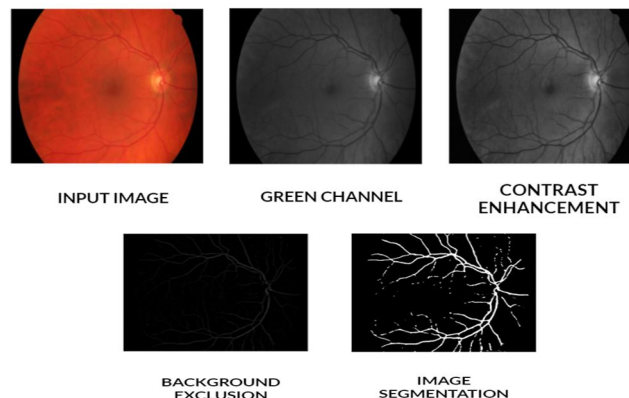 INPUT IMAGE
GREEN CHANNEL
CONTRAST
ENHANCEMENT
BACKGROUND
EXCLUSION
IMAGE
SEGMENTATION